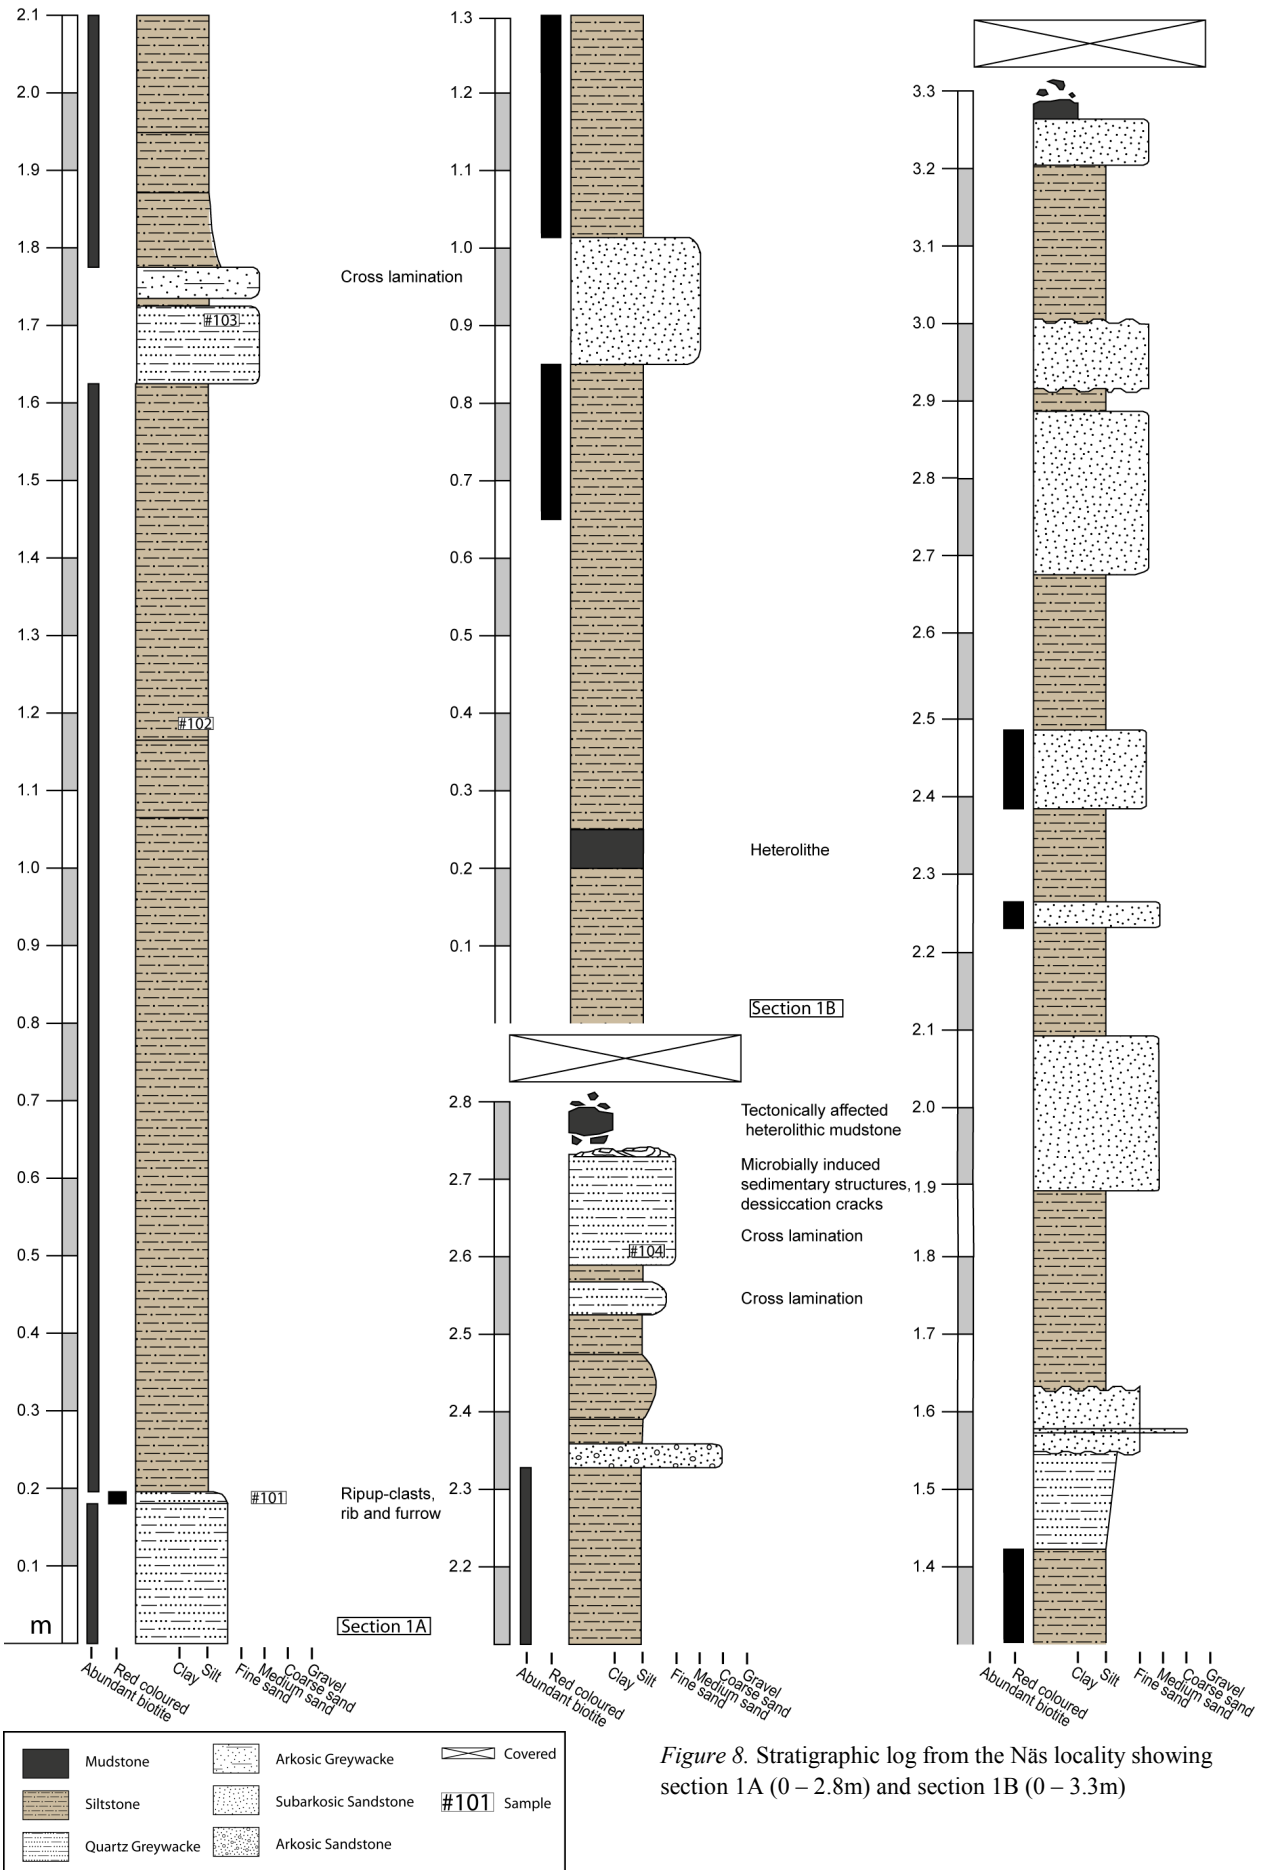 2.1
2.0
1.9
1.8
1.7
1.6
1.5
1.4
1.3
1.2
1.1
1.0
0.9
0.8
0.7
0.6
0.5
0.4
0.3
0.2
0.1
m
Cross lamination
#103
#102
#101
Ripup-clasts,
rib and furrow
Section 1A
Abundant biotite
Red coloured
Clay
Silt
Fine sand
Medium sand
Coarse sand
Gravel
1.3
1.2
1.1
1.0
0.9
0.8
0.7
0.6
0.5
0.4
0.3
0.2
0.1
Heterolithe
Section 1B
2.8
2.7
2.6
2.5
2.4
2.3
2.2
Tectonically affected
heterolithic mudstone
Microbially induced
sedimentary structures,
dessiccation cracks
Cross lamination
#104
Cross lamination
Abundant biotite
Red coloured
Clay
Silt
Fine sand
Medium sand
Coarse sand
Gravel
3.3
3.2
3.1
3.0
2.9
2.8
2.7
2.6
2.5
2.4
2.3
2.2
2.1
2.0
1.9
1.8
1.7
1.6
1.5
1.4
Abundant biotite
Red coloured
Clay
Silt
Fine sand
Medium sand
Coarse sand
Gravel
Mudstone
Siltstone
Quartz Greywacke
Arkosic Greywacke
Subarkosic Sandstone
Arkosic Sandstone
Covered
#101 Sample
Figure 8. Stratigraphic log from the Näs locality showing
section 1A (0 – 2.8m) and section 1B (0 – 3.3m)